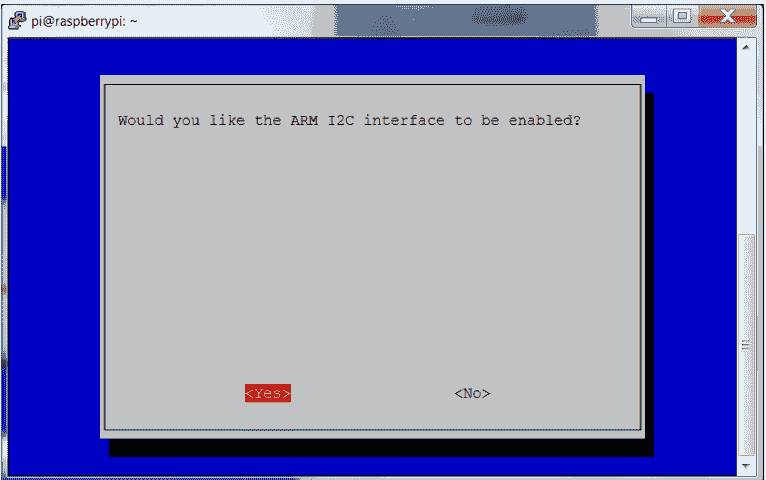 pi@raspberrypi: ~
Would you like the ARM I2C interface to be enabled?
<Yes> <No>